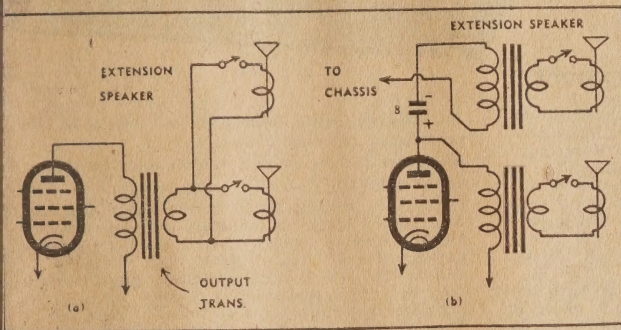 EXTENSION
SPEAKER
OUTPUT
TRANS.
(a)
EXTENSION SPEAKER
TO
CHASSIS
8
-
+
(b)